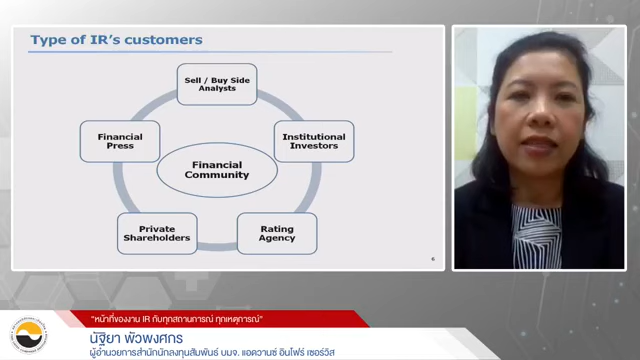 Type of IR's customers
Sell / Buy Side
Analysts
Financial
Press
Institutional
Investors
Financial
Community
Private
Shareholders
Rating
Agency
6
"หน้าที่ของงาน IR กับทุกสถานการณ์ ทุกเหตุการณ์"
นัฐิยา พัวพงศกร
ผู้อำนวยการสำนักนักลงทุนสัมพันธ์ บมจ. แอดวานซ์ อินโฟร์ เซอร์วิส